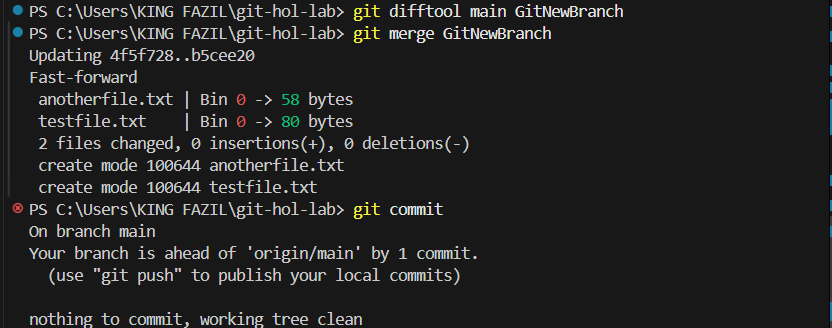 PS C:\Users\KING FAZIL\git-hol-lab> git difftool main GitNewBranch
PS C:\Users\KING FAZIL\git-hol-lab> git merge GitNewBranch
Updating 4f5f728..b5cee20
Fast-forward
 anotherfile.txt | Bin 0 -> 58 bytes
 testfile.txt    | Bin 0 -> 80 bytes
 2 files changed, 0 insertions(+), 0 deletions(-)
 create mode 100644 anotherfile.txt
 create mode 100644 testfile.txt
PS C:\Users\KING FAZIL\git-hol-lab> git commit
On branch main
Your branch is ahead of 'origin/main' by 1 commit.
  (use "git push" to publish your local commits)

nothing to commit, working tree clean